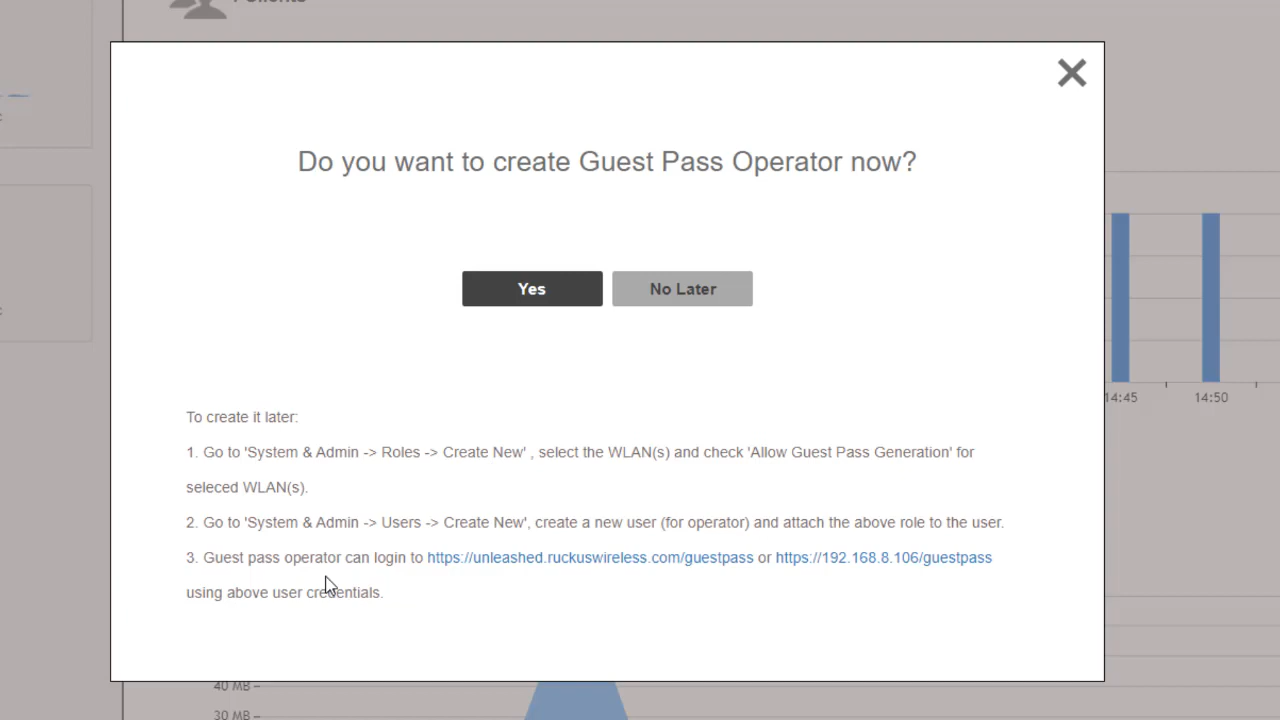 Do you want to create Guest Pass Operator now?
Yes
No Later
To create it later:
1. Go to 'System & Admin -> Roles -> Create New' , select the WLAN(s) and check 'Allow Guest Pass Generation' for
seleced WLAN(s).
2. Go to 'System & Admin -> Users -> Create New', create a new user (for operator) and attach the above role to the user.
3. Guest pass operator can login to https://unleashed.ruckuswireless.com/guestpass or https://192.168.8.106/guestpass
using above user credentials.
14:45
14:50
40 MB
30 MB